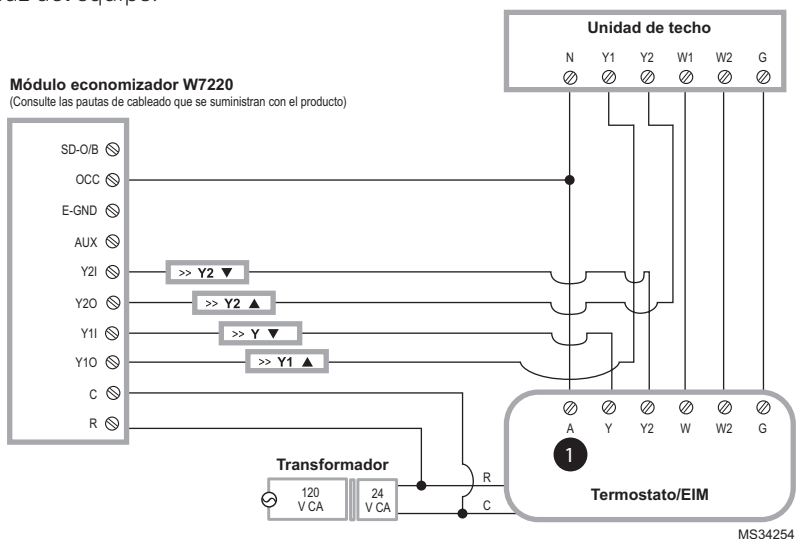 Unidad de techo
N Y1 Y2 W1 W2 G
Módulo economizador W7220
(Consulte las pautas de cableado que se suministran con el producto)
SD-O/B
OCC
E-GND
AUX
Y2I >> Y2 ▼
Y2O >> Y2 ▲
Y1I >> Y ▼
Y1O >> Y1 ▲
C
R
A Y Y2 W W2 G
1
Transformador
120 V CA
24 V CA
R
C
Termostato/EIM
MS34254